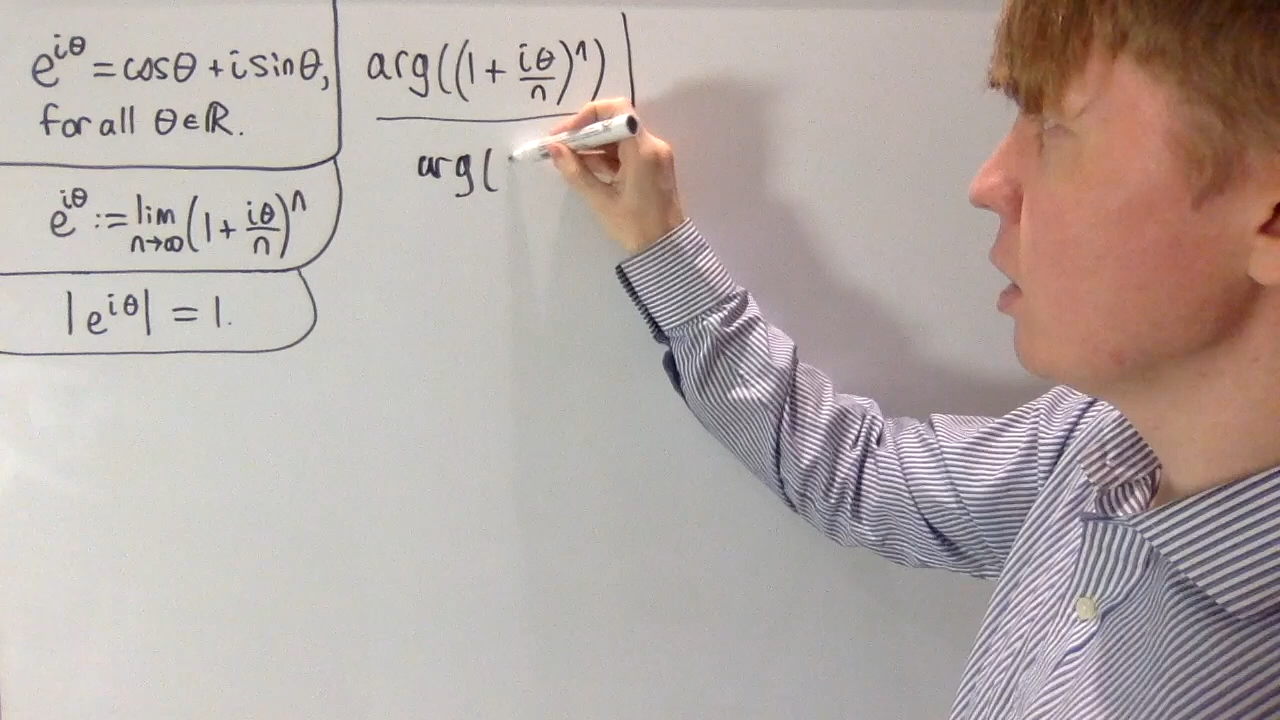 e^{iθ} = cosθ + i sinθ,
for all θ∈ℝ.
e^{iθ} := lim_{n→∞} (1 + iθ/n)^n
|e^{iθ}| = 1.
arg((1 + iθ/n)^n)
arg(